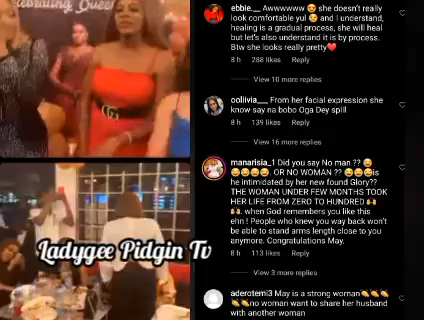 elebrating Queen
Ladygee Pidgin Tv
ebbie.__ Awwwwww 😍 she doesn't really
look comfortable yul 😢 and I understand,
healing is a gradual process, she will heal
but let's also understand it is by process.
Btw she looks really pretty❤️
8 h 288 likes Reply
View 10 more replies
ooliivia___ From her facial expression she
know say na bobo Oga Dey spill
8 h 139 likes Reply
View 16 more replies
manarisia_1 Did you say No man ?? 😂
😂😂😂😂. OR NO WOMAN ?? 😂😂😂is
he intimidated by her new found Glory??
THE WOMAN UNDER FEW MONTHS TOOK
HER LIFE FROM ZERO TO HUNDRED🙌
🙌. when God remembers you like this
ehn ! People who knew you way back won't
be able to stand arms length close to you
anymore. Congratulations May.
8 h 113 likes Reply
View 3 more replies
aderotemi3 May is a strong woman👏👏
👏👏no woman want to share her husband
with another woman